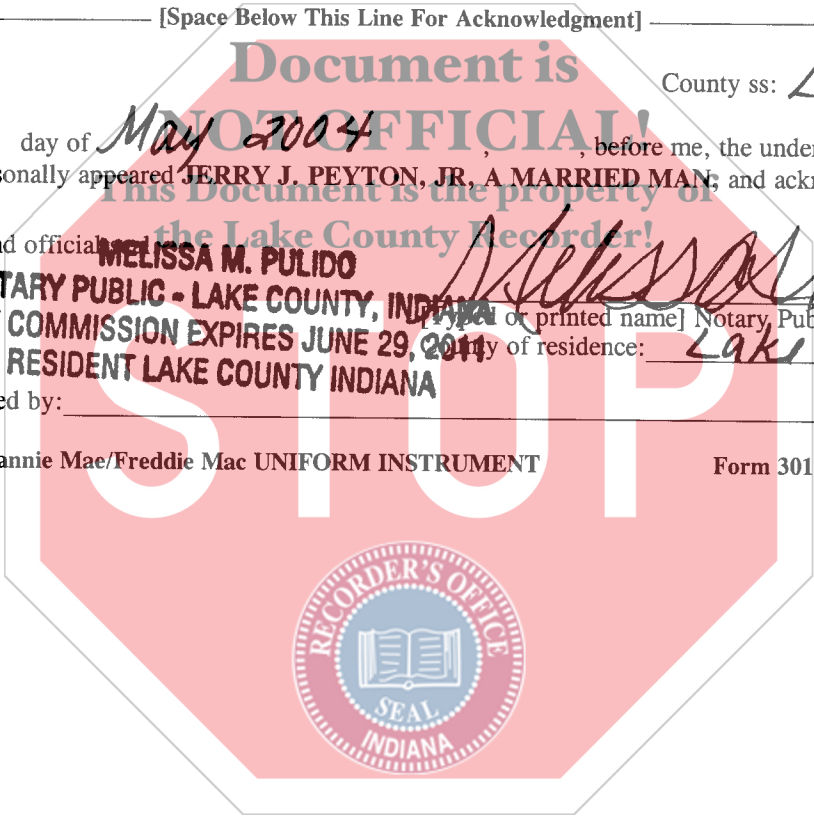 [Space Below This Line For Acknowledgment]
Document is
County ss: L
NOT OFFICIAL!
day of May 2004 , , before me, the under
sonally appeared JERRY J. PEYTON, JR, A MARRIED MAN, and ackn
This Document is the property of
the Lake County Recorder!
nd official
MELISSA M. PULIDO
TARY PUBLIC - LAKE COUNTY, INDIANA
[Typed or printed name] Notary Pub
COMMISSION EXPIRES JUNE 29, 2011
County of residence: Lake
RESIDENT LAKE COUNTY INDIANA
ed by:
annie Mae/Freddie Mac UNIFORM INSTRUMENT Form 301
STOP
RECORDER'S OFFICE
SEAL
INDIANA